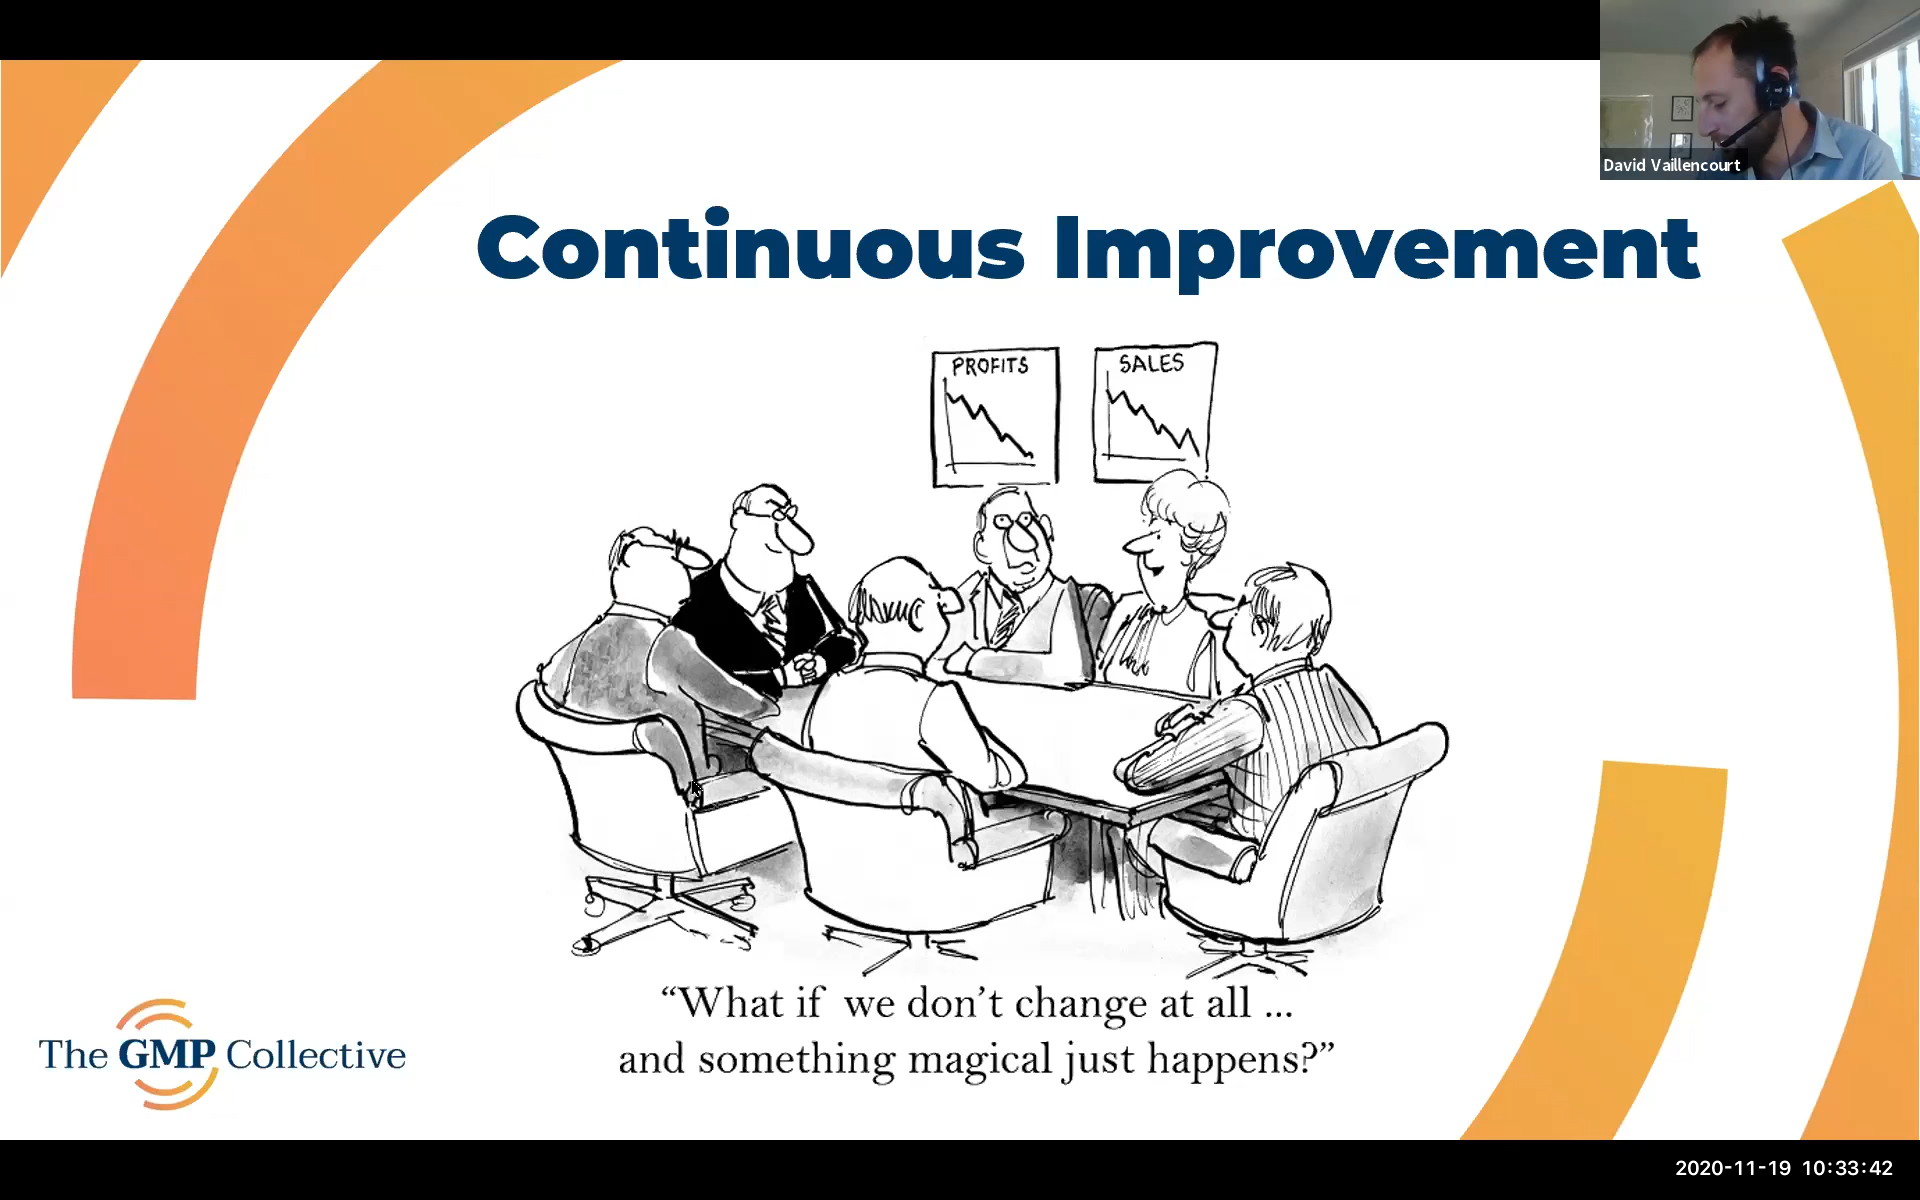 David Vaillencourt
Continuous Improvement
PROFITS
SALES
“What if we don’t change at all ...
and something magical just happens?”
The GMP Collective
2020-11-19 10:33:42